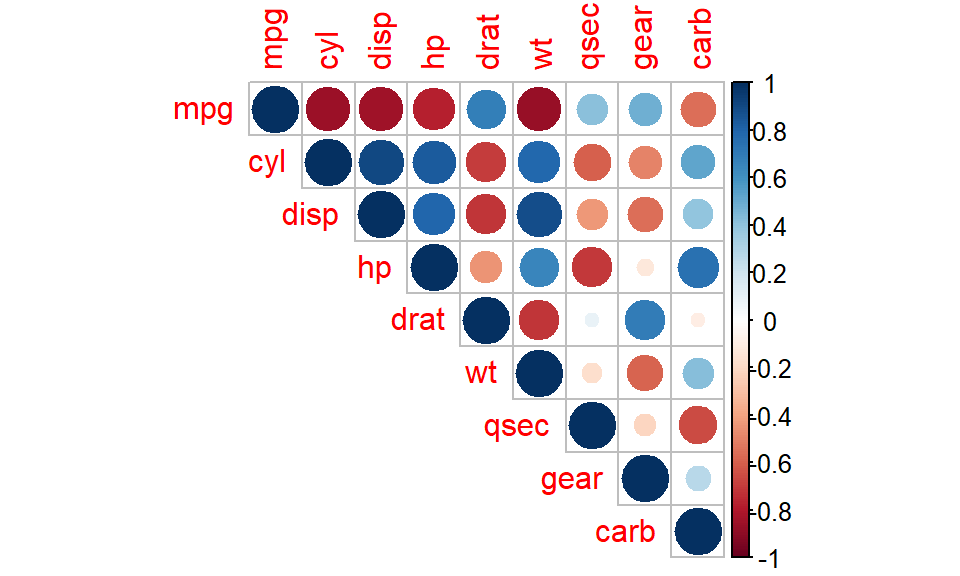 mpg
cyl
disp
hp
drat
wt
qsec
gear
carb
mpg
cyl
disp
hp
drat
wt
qsec
gear
carb
1
0.8
0.6
0.4
0.2
0
-0.2
-0.4
-0.6
-0.8
-1